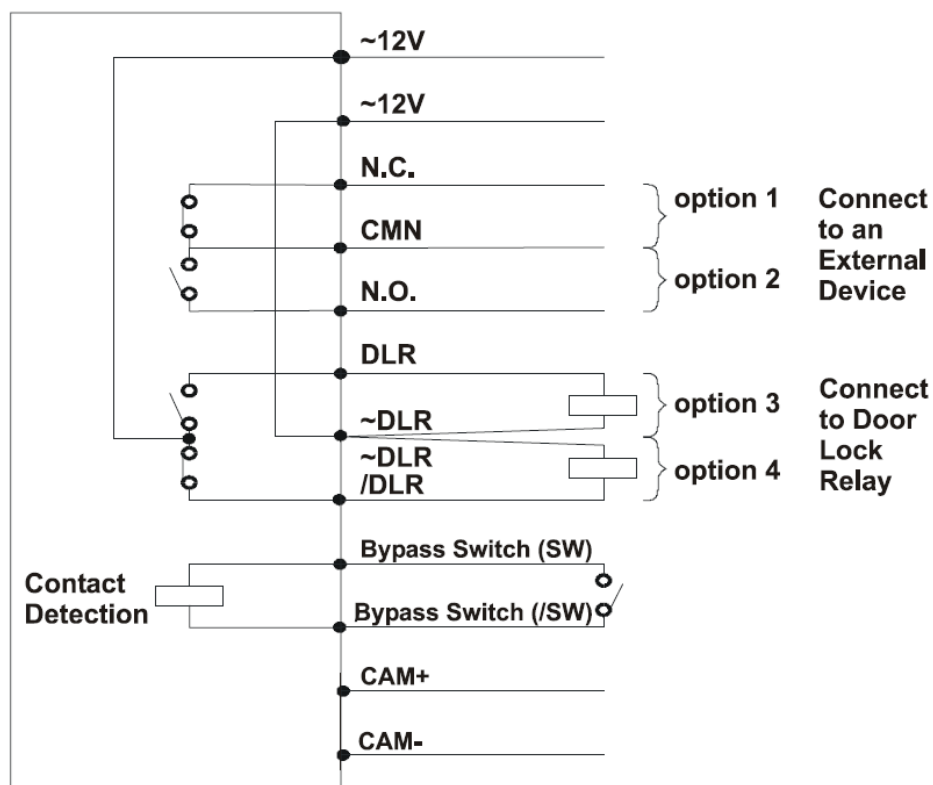 ~12V
~12V
N.C.
CMN
N.O.
DLR
~DLR
~DLR
/DLR
Bypass Switch (SW)
Bypass Switch (/SW)
CAM+
CAM-
option 1
option 2
Connect
to an
External
Device
option 3
option 4
Connect
to Door
Lock
Relay
Contact
Detection